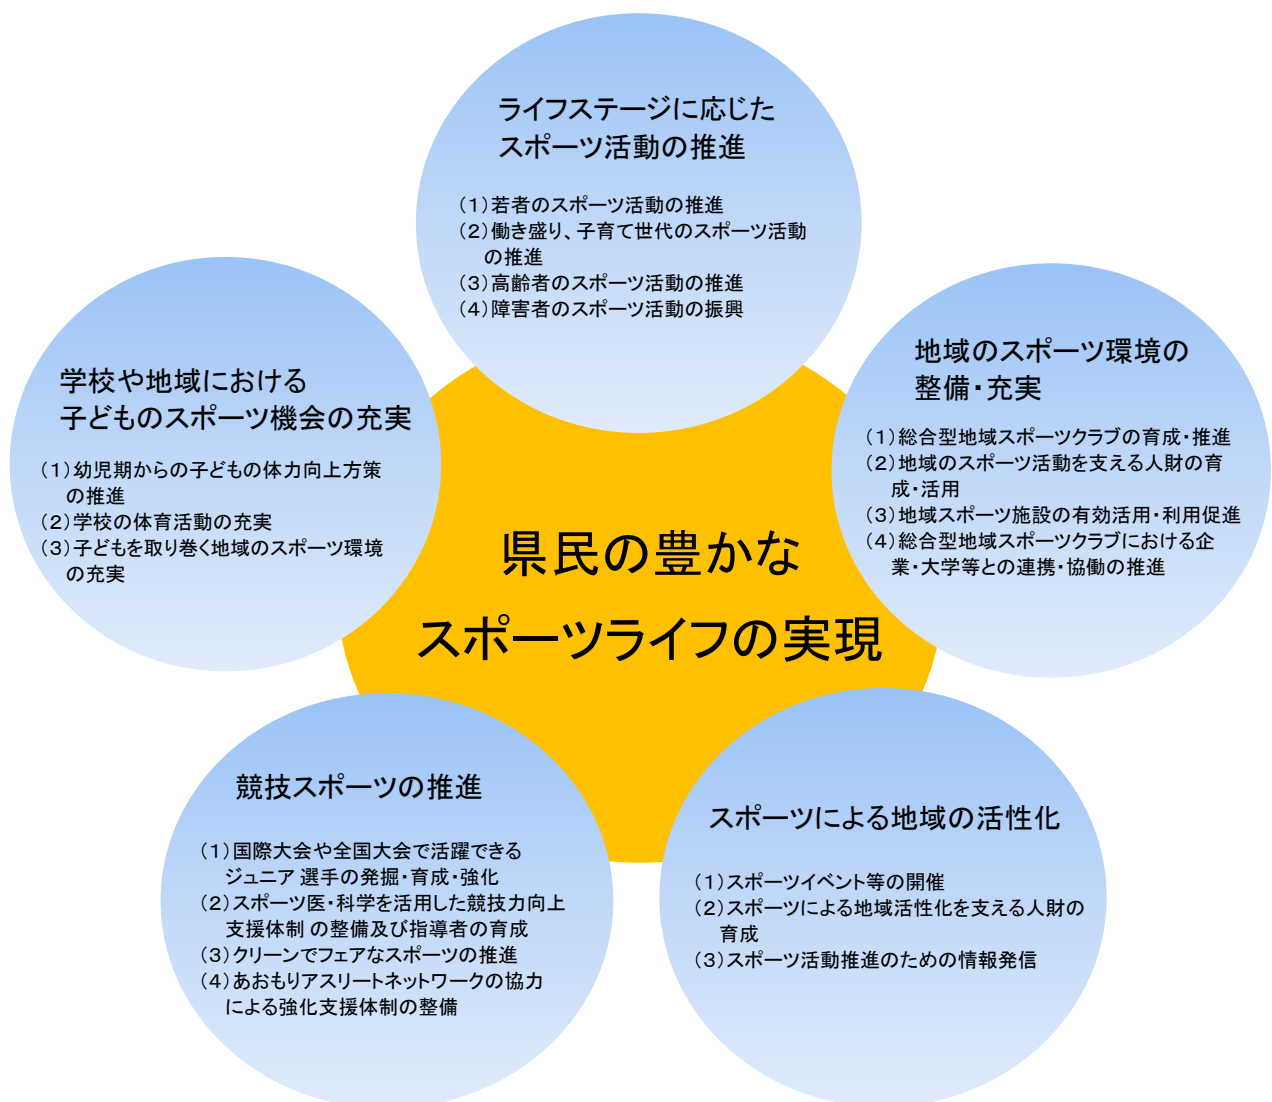 ライフステージに応じた
スポーツ活動の推進
（１）若者のスポーツ活動の推進
（２）働き盛り、子育て世代のスポーツ活動
の推進
（３）高齢者のスポーツ活動の推進
（４）障害者のスポーツ活動の振興
学校や地域における
子どものスポーツ機会の充実
（１）幼児期からの子どもの体力向上方策
の推進
（２）学校の体育活動の充実
（３）子どもを取り巻く地域のスポーツ環境
の充実
地域のスポーツ環境の
整備・充実
（１）総合型地域スポーツクラブの育成・推進
（２）地域のスポーツ活動を支える人財の育
成・活用
（３）地域スポーツ施設の有効活用・利用促進
（４）総合型地域スポーツクラブにおける企
業・大学等との連携・協働の推進
県民の豊かな
スポーツライフの実現
競技スポーツの推進
（１）国際大会や全国大会で活躍できる
ジュニア 選手の発掘・育成・強化
（２）スポーツ医・科学を活用した競技力向上
支援体制 の整備及び指導者の育成
（３）クリーンでフェアなスポーツの推進
（４）あおもりアスリートネットワークの協力
による強化支援体制の整備
スポーツによる地域の活性化
（１）スポーツイベント等の開催
（２）スポーツによる地域活性化を支える人財の
育成
（３）スポーツ活動推進のための情報発信